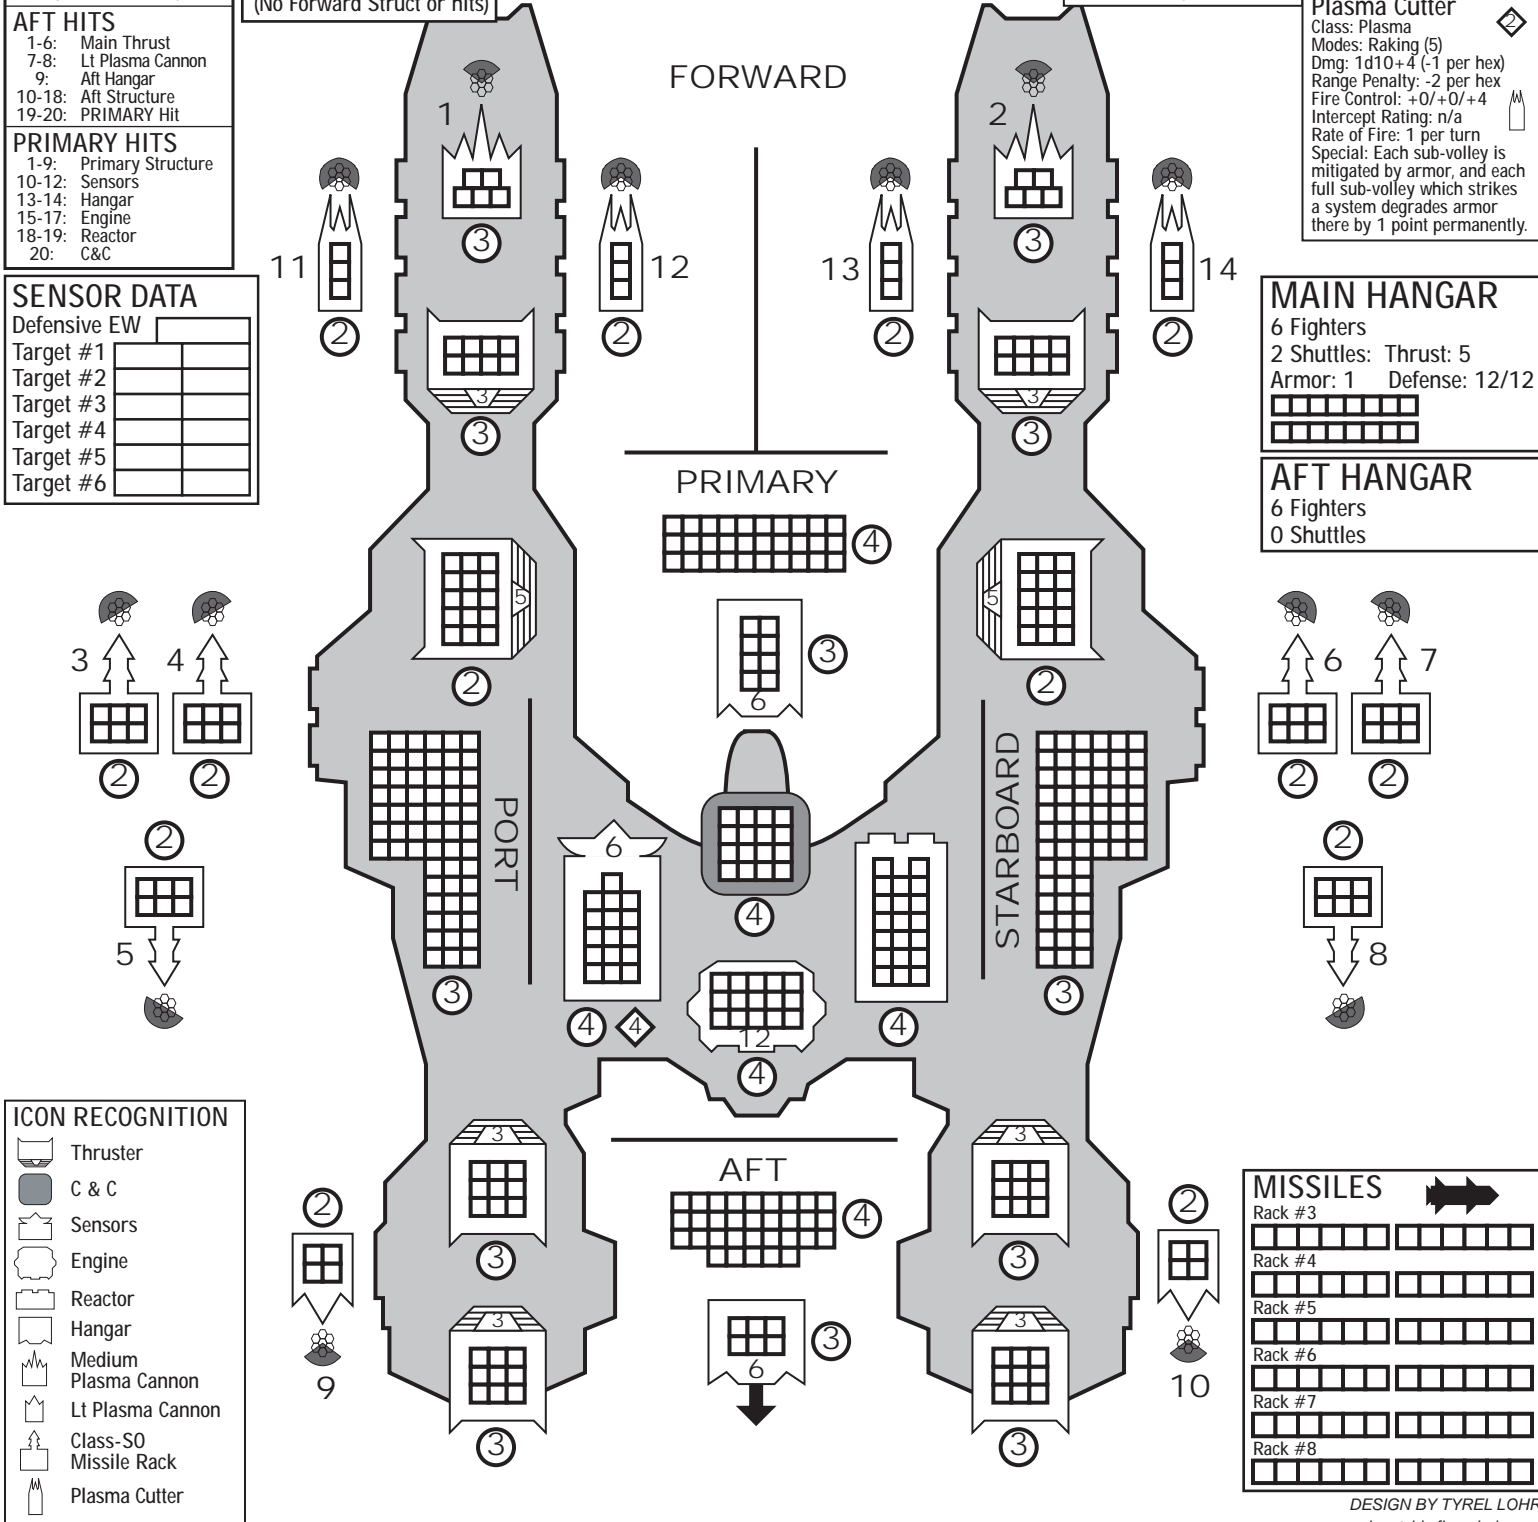 (No Forward Struct or hits)
AFT HITS
1-6: Main Thrust
7-8: Lt Plasma Cannon
9: Aft Hangar
10-18: Aft Structure
19-20: PRIMARY Hit
PRIMARY HITS
1-9: Primary Structure
10-12: Sensors
13-14: Hangar
15-17: Engine
18-19: Reactor
20: C&C
Plasma Cutter
2
Class: Plasma
Modes: Raking (5)
Dmg: 1d10+4 (-1 per hex)
Range Penalty: -2 per hex
Fire Control: +0/+0/+4
Intercept Rating: n/a
Rate of Fire: 1 per turn
Special: Each sub-volley is
mitigated by armor, and each
full sub-volley which strikes
a system degrades armor
there by 1 point permanently.
FORWARD
1
2
3
3
11
12
13
14
2
2
2
2
3
3
3
3
SENSOR DATA
Defensive EW
Target #1
Target #2
Target #3
Target #4
Target #5
Target #6
MAIN HANGAR
6 Fighters
2 Shuttles: Thrust: 5
Armor: 1 Defense: 12/12
AFT HANGAR
6 Fighters
0 Shuttles
PRIMARY
4
5
5
3
6
2
2
3
4
6
7
2
2
2
2
PORT
STARBOARD
2
2
6
4
5
8
3
3
4
4
12
4
4
ICON RECOGNITION
Thruster
C & C
Sensors
Engine
Reactor
Hangar
Medium
Plasma Cannon
Lt Plasma Cannon
Class-SO
Missile Rack
Plasma Cutter
3
3
AFT
4
2
2
3
3
3
3
3
6
9
10
3
3
MISSILES
Rack #3
Rack #4
Rack #5
Rack #6
Rack #7
Rack #8
DESIGN BY TYREL LOHR